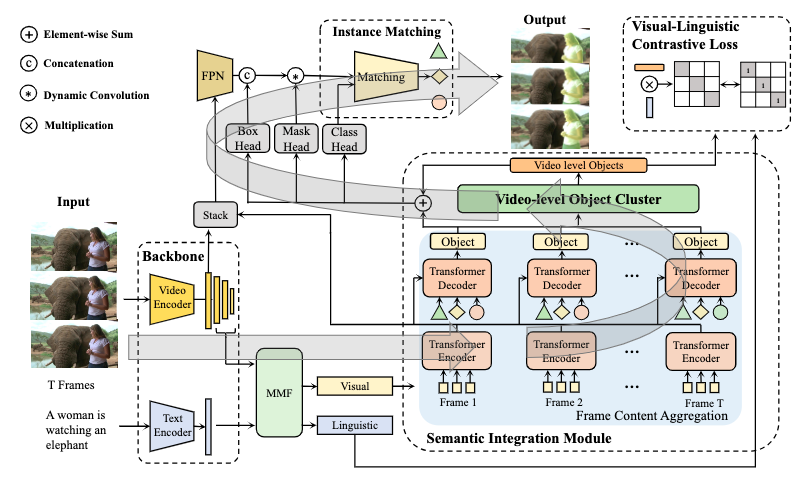 Element-wise Sum
Concatenation
Dynamic Convolution
Multiplication
Instance Matching
FPN
c
Matching
Box
Head
Mask
Head
Class
Head
Output
Visual-Linguistic
Contrastive Loss
1
1
1
Input
T Frames
A woman is
watching an
elephant
Stack
Backbone
Video
Encoder
Text
Encoder
MMF
Visual
Linguistic
Video level Objects
Video-level Object Cluster
Object
Object
...
Object
Transformer
Decoder
Transformer
Decoder
...
Transformer
Decoder
Transformer
Encoder
Transformer
Encoder
...
Transformer
Encoder
Frame 1
Frame 2
...
Frame T
Frame Content Aggregation
Semantic Integration Module